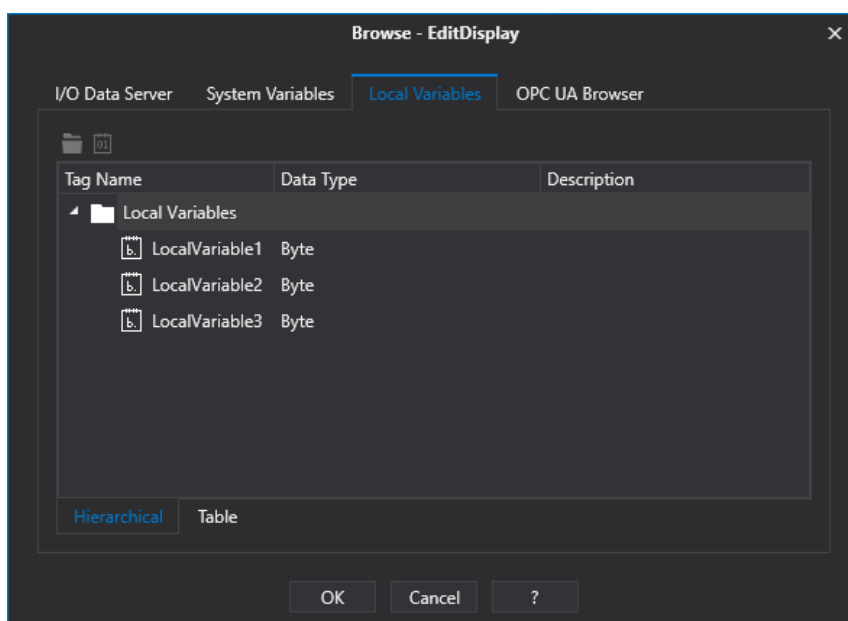 Browse - EditDisplay
I/O Data Server System Variables Local Variables OPC UA Browser
01
Tag Name Data Type Description
Local Variables
b. LocalVariable1 Byte
b. LocalVariable2 Byte
b. LocalVariable3 Byte
Hierarchical Table
OK Cancel ?